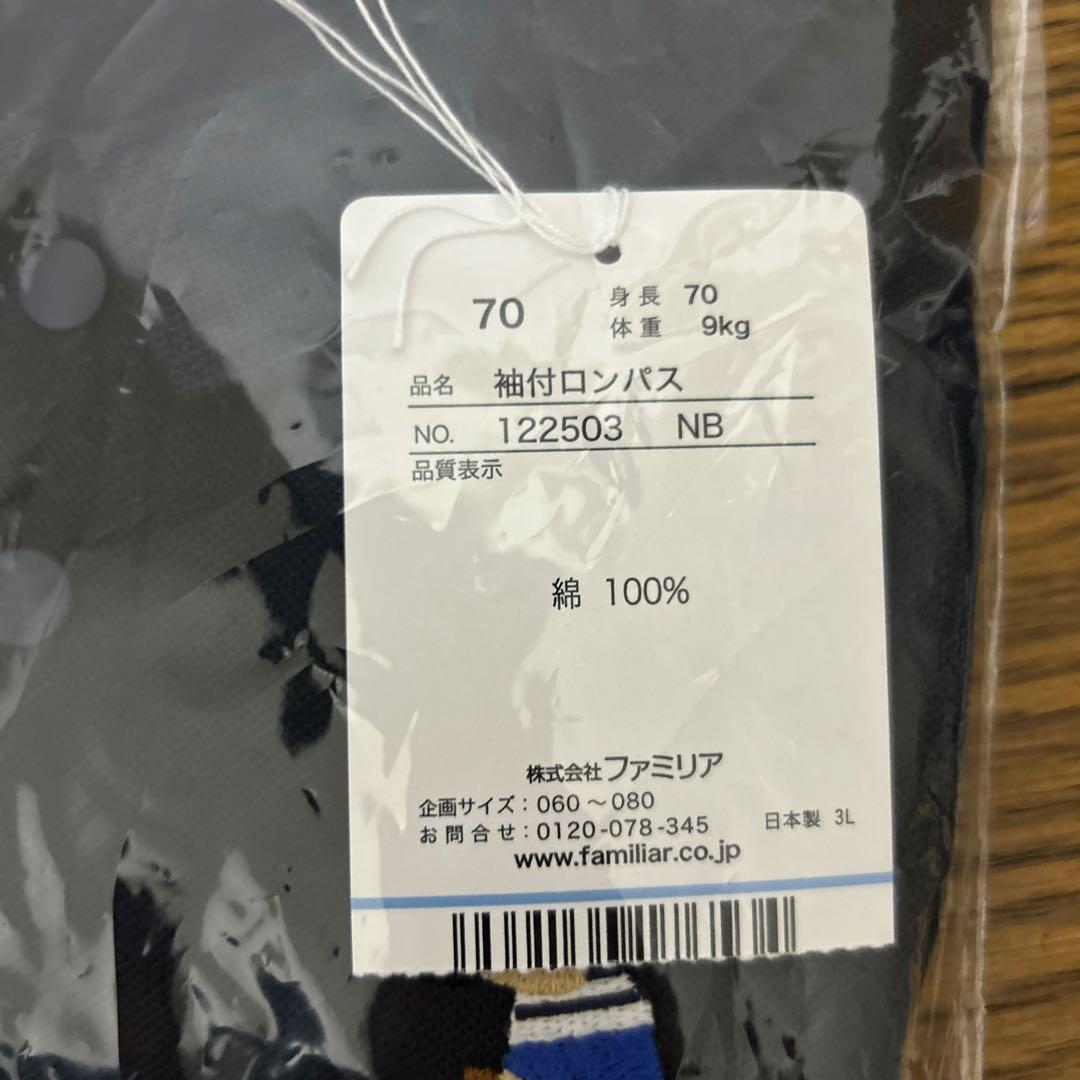 70
身長 70
体重 9kg
品名 袖付ロンパス
NO. 122503 NB
品質表示
綿 100%
株式会社ファミリア
企画サイズ：060～080
お問合せ：0120-078-345
日本製 3L
www.familiar.co.jp